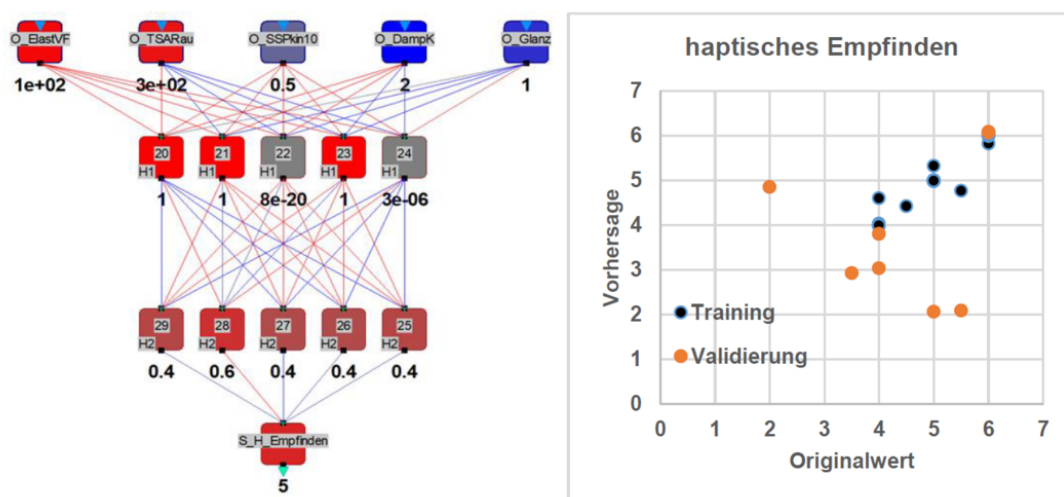 O_ElastVF O_TSARau O_SSPkin10 O_DampK O_Glanz
1e+02 3e+02 0.5 2 1
20 21 22 23 24
H1 H1 H1 H1 H1
1 1 8e-20 1 3e-06
29 28 27 26 25
H2 H2 H2 H2 H2
0.4 0.6 0.4 0.4 0.4
S_H_Empfinden
5
haptisches Empfinden
Vorhersage
7
6
5
4
3
2
1
0
Training
Validierung
0 1 2 3 4 5 6 7
Originalwert